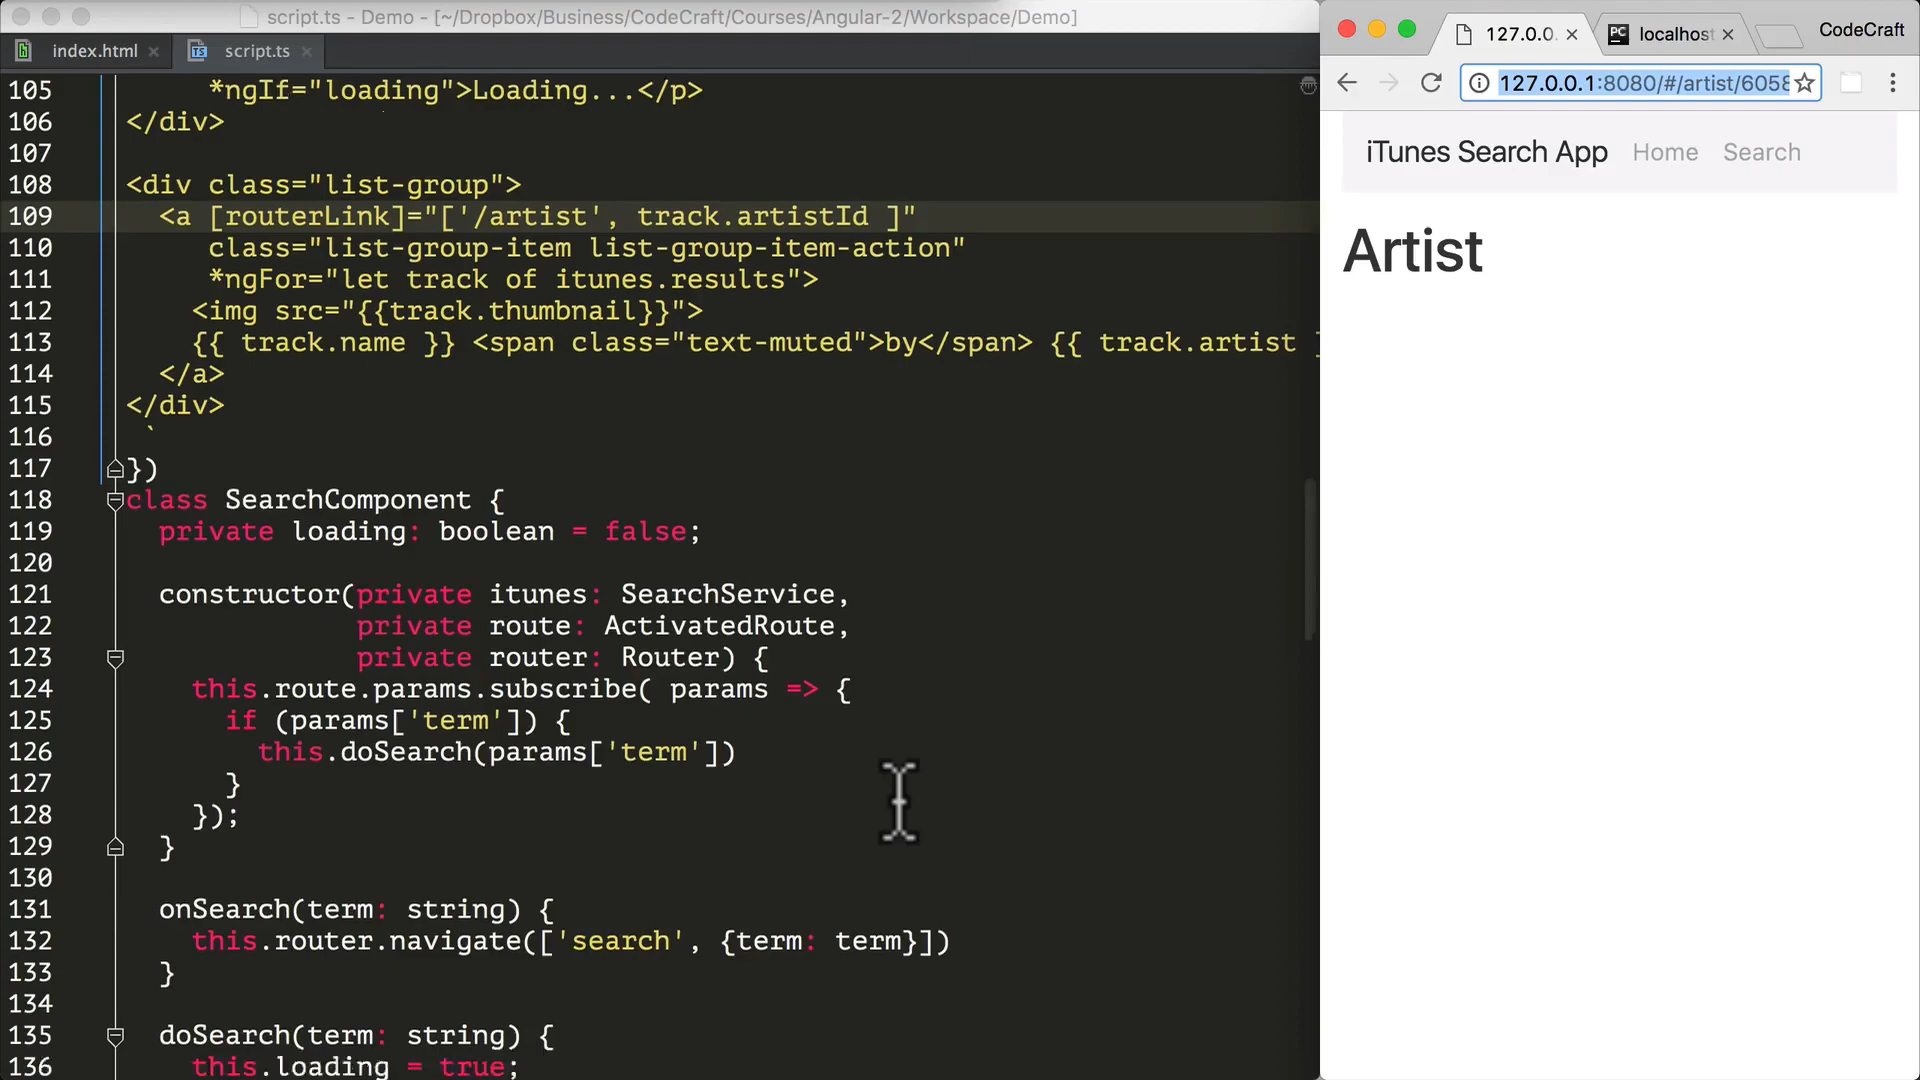 script.ts - Demo - [~/Dropbox/Business/CodeCraft/Courses/Angular-2/Workspace/Demo]
index.html
script.ts
105 *ngIf="loading">Loading...</p>
106 </div>
107
108 <div class="list-group">
109 <a [routerLink]="['/artist', track.artistId ]"
110 class="list-group-item list-group-item-action"
111 *ngFor="let track of itunes.results">
112 <img src="{{track.thumbnail}}">
113 {{ track.name }} <span class="text-muted">by</span> {{ track.artist
114 </a>
115 </div>
116 `
117 })
118 class SearchComponent {
119 private loading: boolean = false;
120
121 constructor(private itunes: SearchService,
122 private route: ActivatedRoute,
123 private router: Router) {
124 this.route.params.subscribe( params => {
125 if (params['term']) {
126 this.doSearch(params['term'])
127 }
128 });
129 }
130
131 onSearch(term: string) {
132 this.router.navigate(['search', {term: term}])
133 }
134
135 doSearch(term: string) {
136 this.loading = true;
127.0.0.
PC localhost
CodeCraft
127.0.0.1:8080/#/artist/6058
iTunes Search App Home Search
Artist